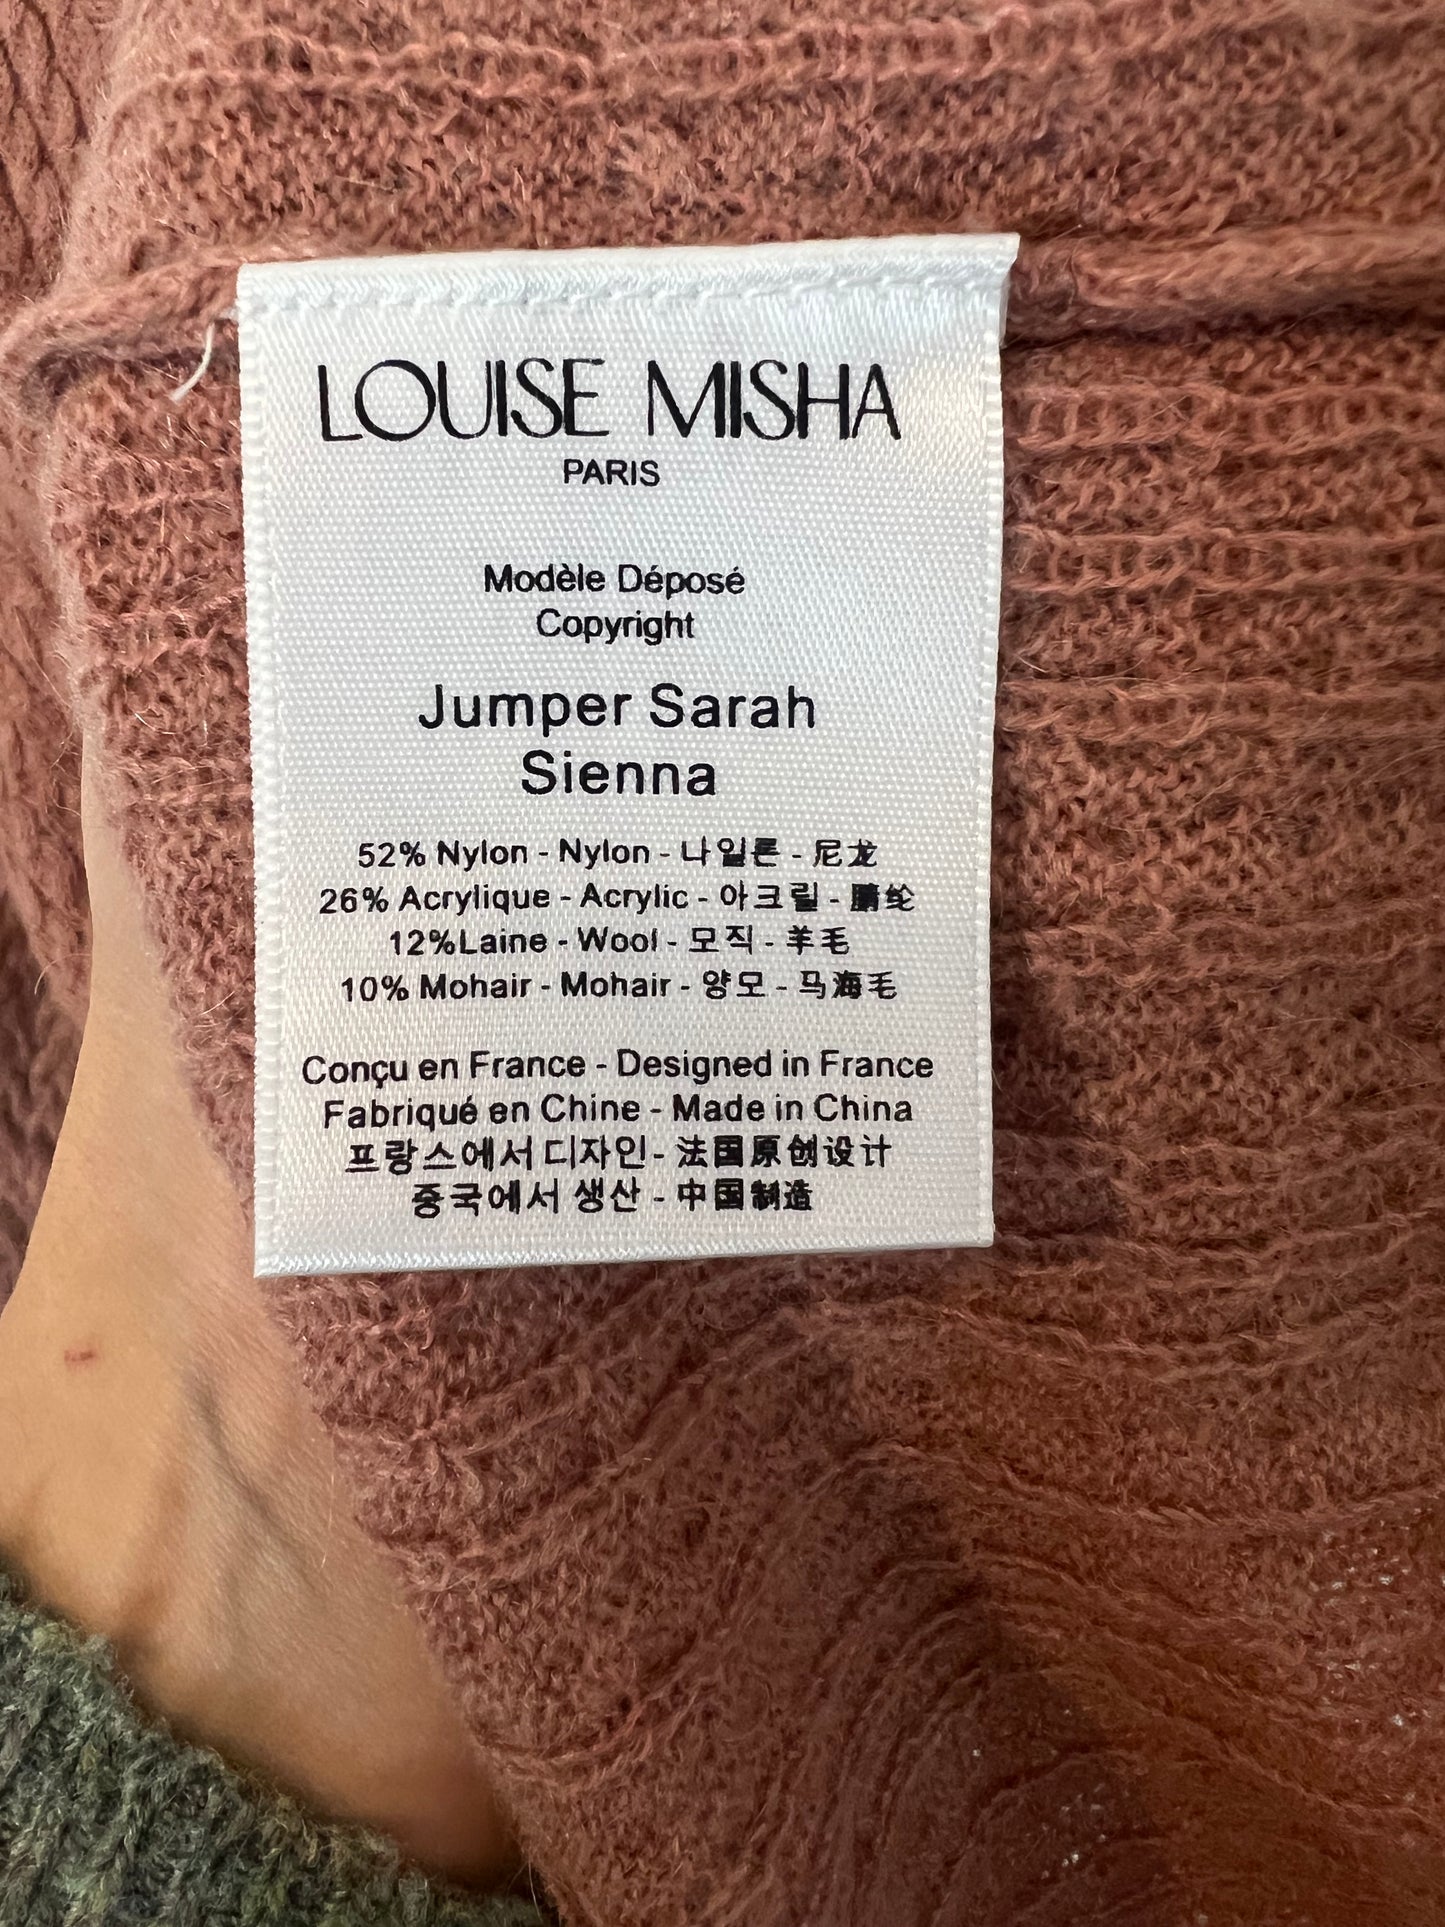 LOUISE MISHA
PARIS
Modèle Déposé
Copyright
Jumper Sarah
Sienna
52% Nylon - Nylon - 나일론 - 尼龙
26% Acrylique - Acrylic - 아크릴 - 腈纶
12%Laine - Wool - 모직 - 羊毛
10% Mohair - Mohair - 양모 - 马海毛
Conçu en France - Designed in France
Fabriqué en Chine - Made in China
프랑스에서 디자인- 法国原创设计
중국에서 생산 - 中国制造